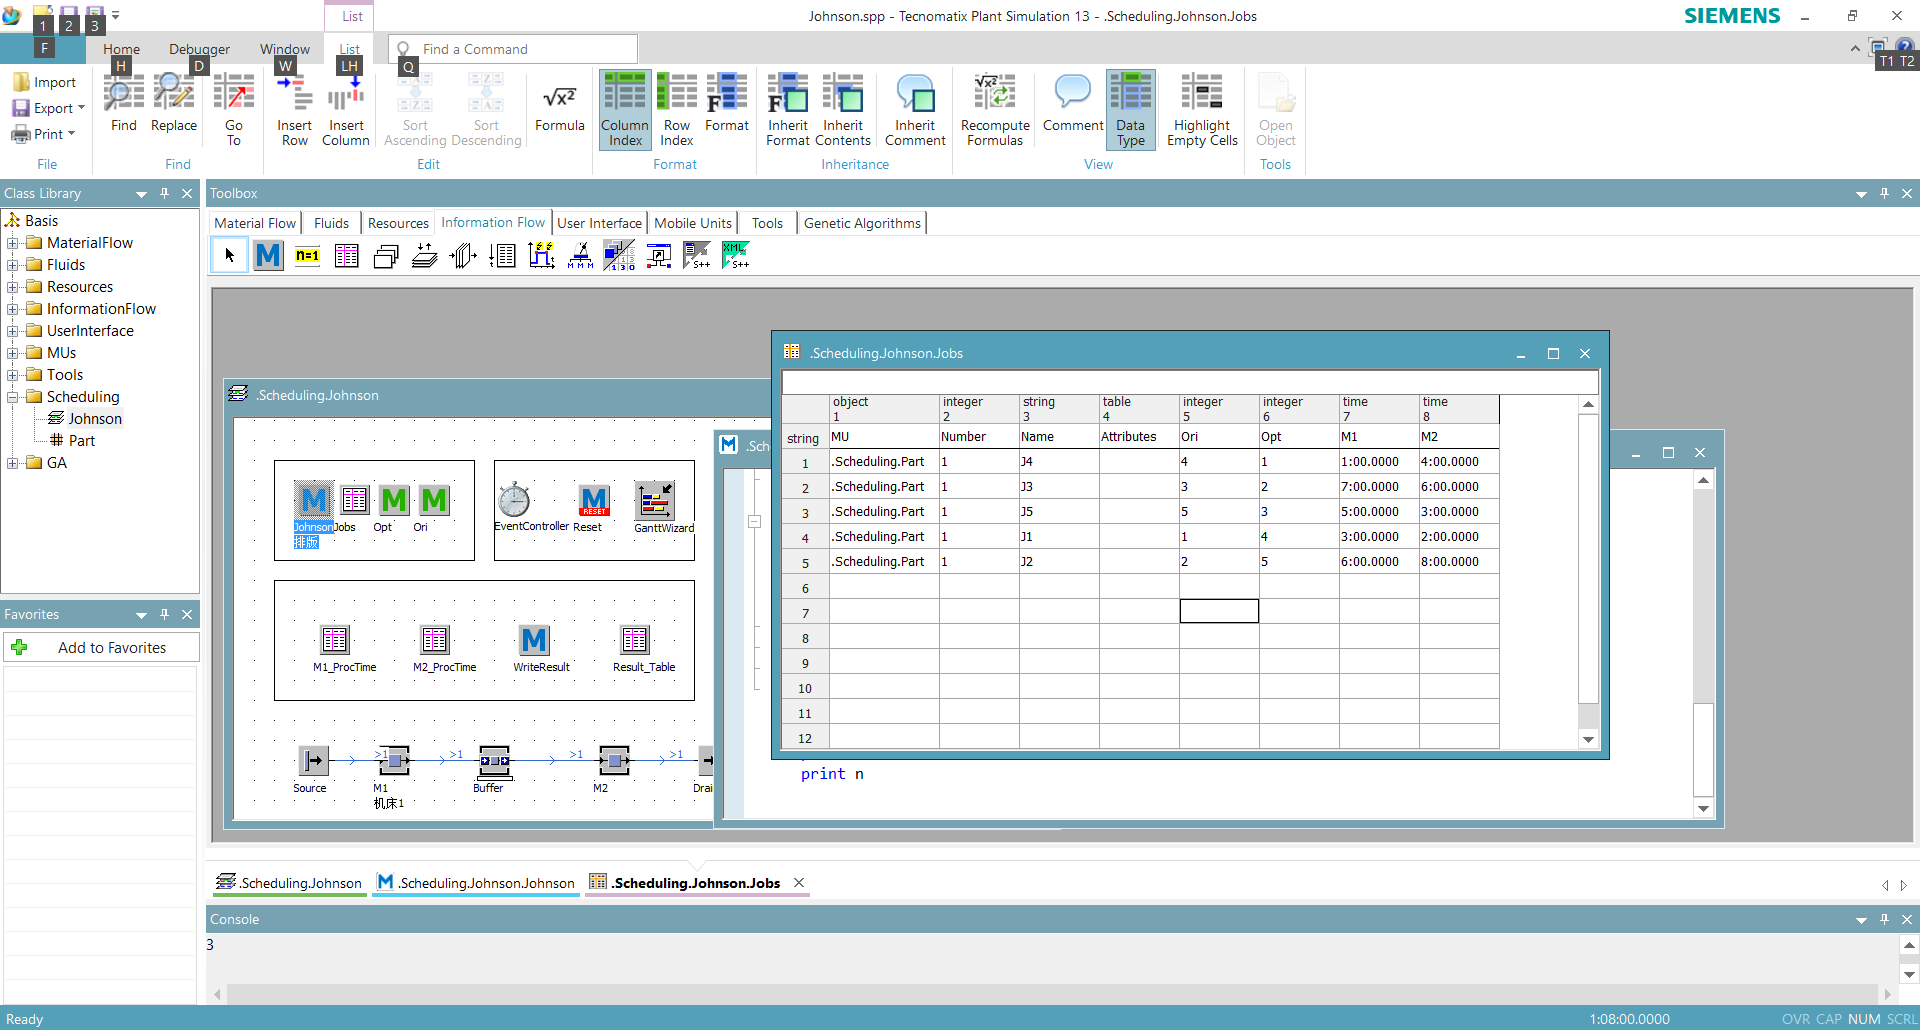 List
Johnson.spp - Tecnomatix Plant Simulation 13 - .Scheduling.Johnson.Jobs
SIEMENS
1 2 3
F
Home Debugger Window List
Find a Command
H D W LH Q T1 T2
Import
Export
Print
Find Replace Go To
Insert Row Insert Column
Sort Ascending Sort Descending
√x² Formula
Column Index Row Index Format
Inherit Format Inherit Contents Inherit Comment
√x² Recompute Formulas
Comment Data Type Highlight Empty Cells
Open Object
File Find Edit Format Inheritance View Tools
Class Library
Toolbox
Basis
MaterialFlow
Fluids
Resources
InformationFlow
UserInterface
MUs
Tools
Scheduling
Johnson
Part
GA
Material Flow Fluids Resources Information Flow User Interface Mobile Units Tools Genetic Algorithms
M n=1 M M M 1 3 0 S++ XML S++
Favorites
Add to Favorites
.Scheduling.Johnson
M M M M RESET
Johnson Jobs Opt Ori EventController Reset GanttWizard
排版
M
M1_ProcTime M2_ProcTime WriteResult Result_Table
>1 >1 >1 >1
Source M1 Buffer M2 Drai
机床1
M .Sch
.Scheduling.Johnson.Jobs
object integer string table integer integer time time
1 2 3 4 5 6 7 8
string MU Number Name Attributes Ori Opt M1 M2
1 .Scheduling.Part 1 J4 4 1 1:00.0000 4:00.0000
2 .Scheduling.Part 1 J3 3 2 7:00.0000 6:00.0000
3 .Scheduling.Part 1 J5 5 3 5:00.0000 3:00.0000
4 .Scheduling.Part 1 J1 1 4 3:00.0000 2:00.0000
5 .Scheduling.Part 1 J2 2 5 6:00.0000 8:00.0000
6
7
8
9
10
11
12
print n
.Scheduling.Johnson M .Scheduling.Johnson.Johnson .Scheduling.Johnson.Jobs
Console
3
Ready
1:08:00.0000
OVR CAP NUM SCRL